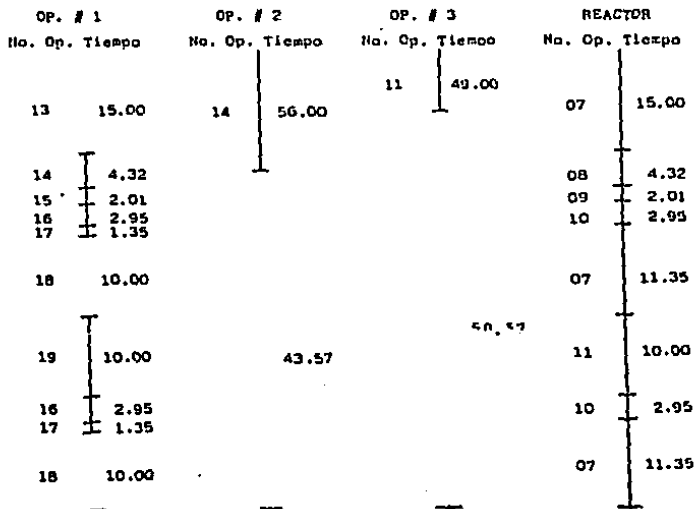 OP. # 1 OP. # 2 OP. # 3 REACTOR
No. Op. Tiempo No. Op. Tiempo No. Op. Tiempo No. Op. Tiempo
11 49.00
13 15.00 14 56.00 07 15.00
14 4.32 08 4.32
15 2.01 09 2.01
16 2.95 10 2.95
17 1.35
18 10.00 07 11.35
50.57
19 10.00 43.57 11 10.00
16 2.95 10 2.95
17 1.35
18 10.00 07 11.35